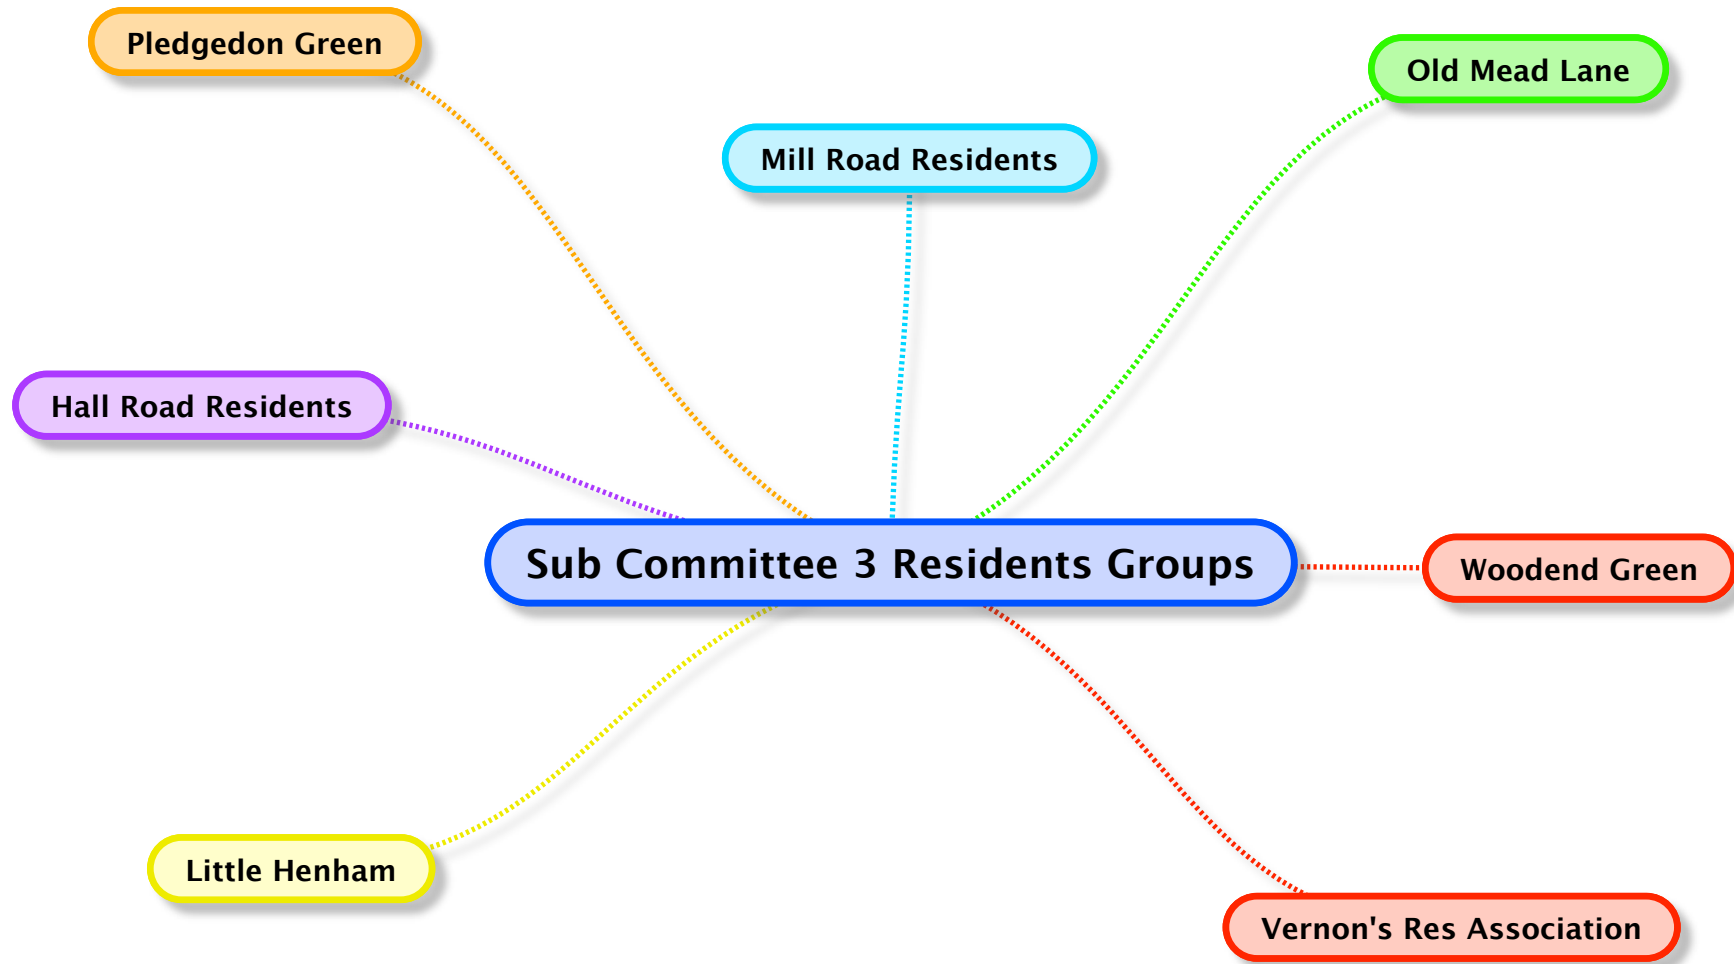 Pledgedon Green
Old Mead Lane
Mill Road Residents
Hall Road Residents
Sub Committee 3 Residents Groups
Woodend Green
Little Henham
Vernon's Res Association